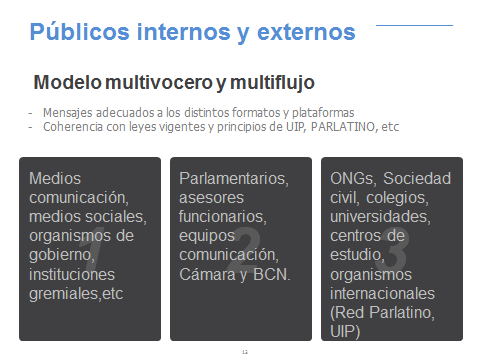 Públicos internos y externos
Modelo multivocero y multiflujo
- Mensajes adecuados a los distintos formatos y plataformas
- Coherencia con leyes vigentes y principios de UIP, PARLATINO, etc
1
Medios
comunicación,
medios sociales,
organismos de
gobierno,
instituciones
gremiales,etc
2
Parlamentarios,
asesores
funcionarios,
equipos
comunicación,
Cámara y BCN.
3
ONGs, Sociedad
civil, colegios,
universidades,
centros de
estudio,
organismos
internacionales
(Red Parlatino,
UIP)